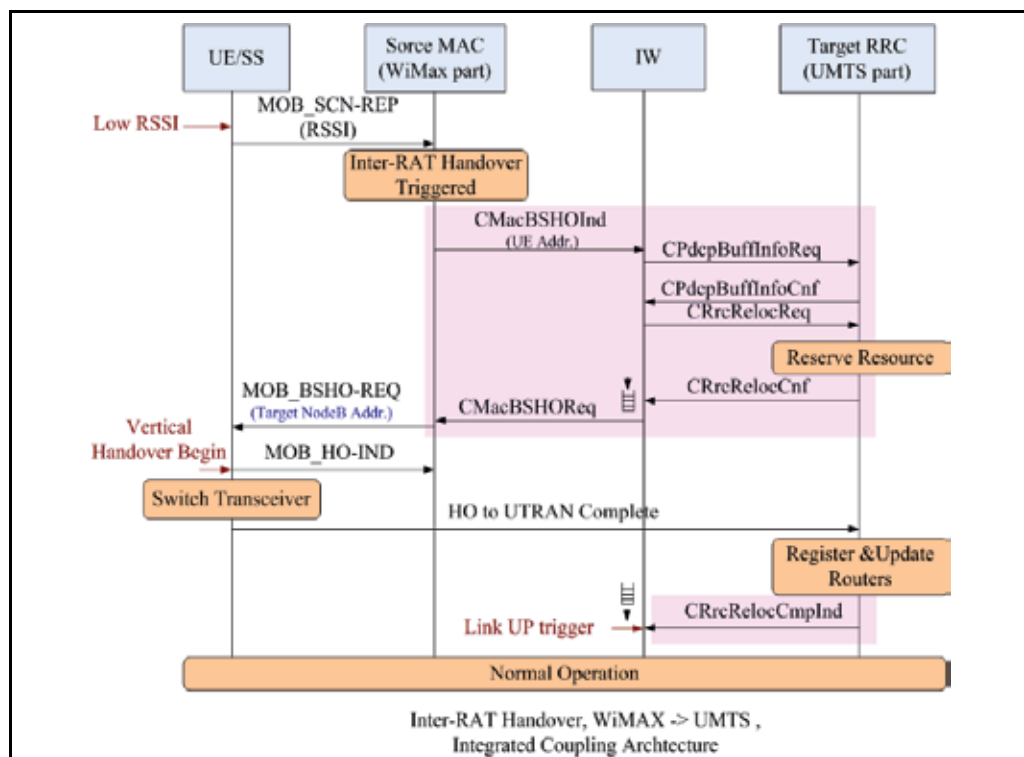 UE/SS
Sorce MAC
(WiMax part)
IW
Target RRC
(UMTS part)
Low RSSI
MOB_SCN-REP
(RSSI)
Inter-RAT Handover
Triggered
CMacBSHOInd
(UE Addr.)
CPdcpBuffInfoReq
CPdcpBuffInfoCnf
CRrcRelocReq
Reserve Resource
CRrcRelocCnf
MOB_BSHO-REQ
(Target NodeB Addr.)
CMacBSHOReq
Vertical
Handover Begin
MOB_HO-IND
Switch Transceiver
HO to UTRAN Complete
Register &Update
Routers
CRrcRelocCmpInd
Link UP trigger
Normal Operation
Inter-RAT Handover, WiMAX -> UMTS ,
Integrated Coupling Archtecture